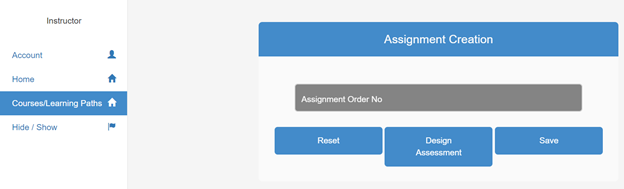 Instructor
Account
Home
Courses/Learning Paths
Hide / Show
Assignment Creation
Assignment Order No
Reset
Design
Assessment
Save